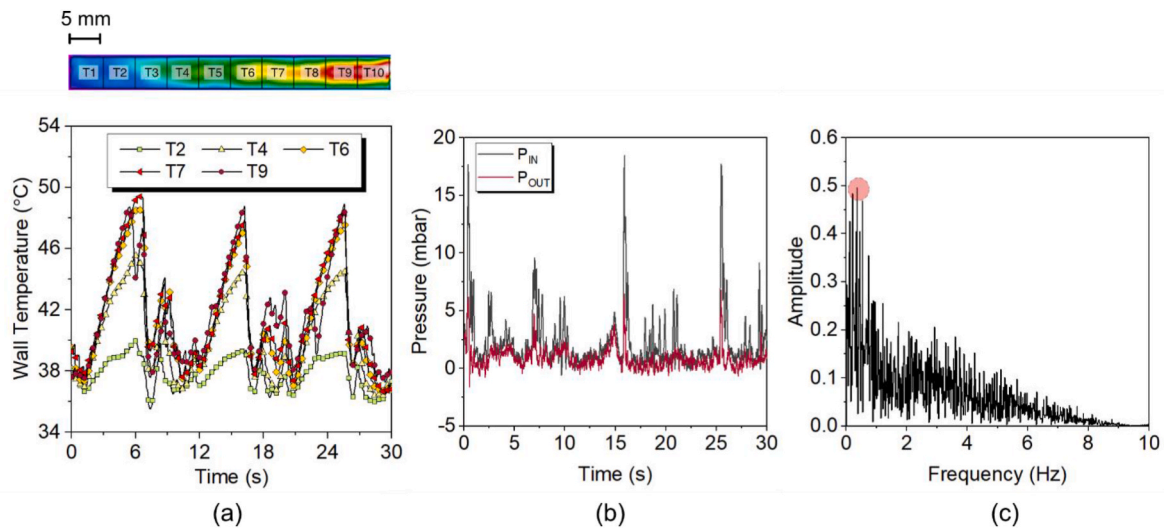 5 mm
T1 T2 T3 T4 T5 T6 T7 T8 T9 T10
54
50
46
42
38
34
Wall Temperature (°C)
T2 T4 T6
T7 T9
0 6 12 18 24 30
Time (s)
(a)
20
15
10
5
0
-5
Pressure (mbar)
P_IN
P_OUT
0 5 10 15 20 25 30
Time (s)
(b)
0.6
0.5
0.4
0.3
0.2
0.1
0.0
Amplitude
0 2 4 6 8 10
Frequency (Hz)
(c)